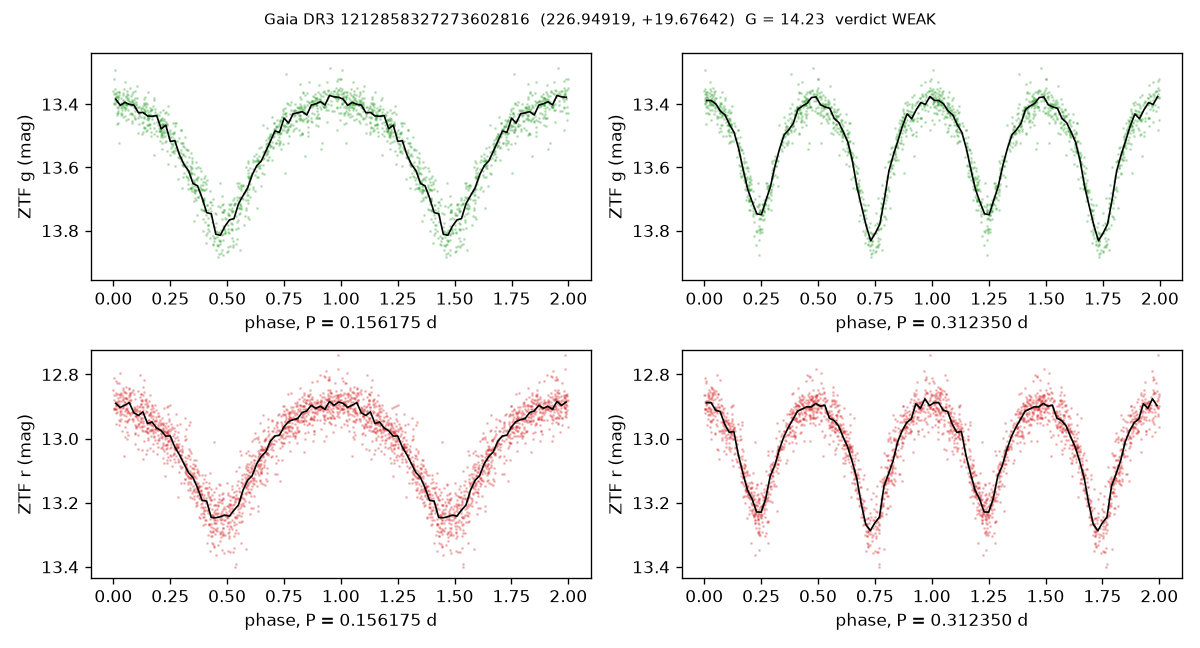 Gaia DR3 1212858327273602816 (226.94919, +19.67642) G = 14.23 verdict WEAK
ZTF g (mag)
13.4
13.6
13.8
0.00 0.25 0.50 0.75 1.00 1.25 1.50 1.75 2.00
phase, P = 0.156175 d
ZTF g (mag)
13.4
13.6
13.8
0.00 0.25 0.50 0.75 1.00 1.25 1.50 1.75 2.00
phase, P = 0.312350 d
ZTF r (mag)
12.8
13.0
13.2
13.4
0.00 0.25 0.50 0.75 1.00 1.25 1.50 1.75 2.00
phase, P = 0.156175 d
ZTF r (mag)
12.8
13.0
13.2
13.4
0.00 0.25 0.50 0.75 1.00 1.25 1.50 1.75 2.00
phase, P = 0.312350 d